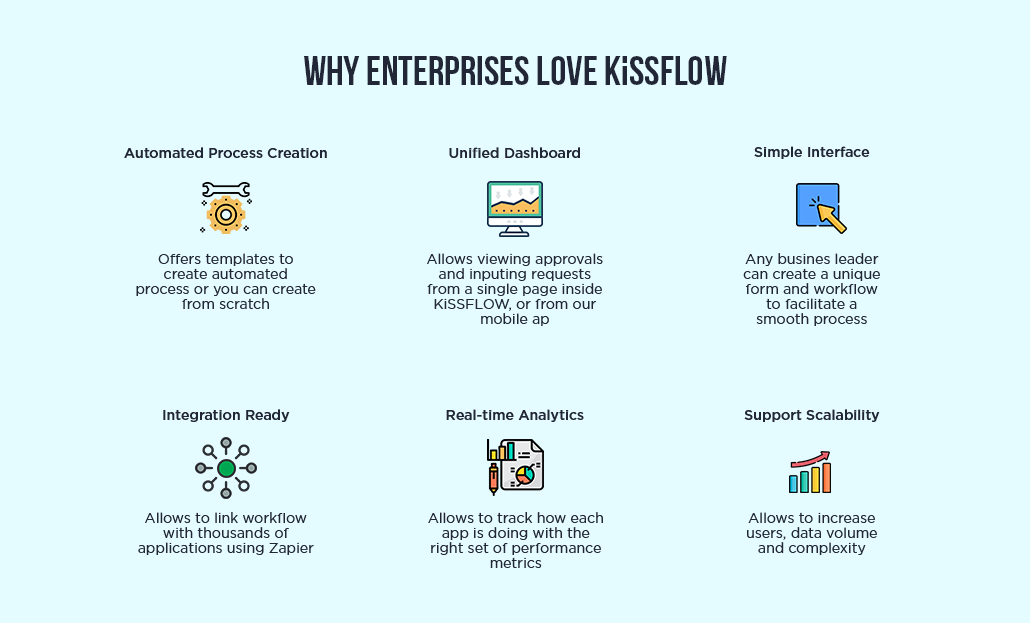 WHY ENTERPRISES LOVE KiSSFLOW
Automated Process Creation
Offers templates to
create automated
process or you can create
from scratch
Unified Dashboard
Allows viewing approvals
and inputing requests
from a single page inside
KiSSFLOW, or from our
mobile ap
Simple Interface
Any busines leader
can create a unique
form and workflow
to facilitate a
smooth process
Integration Ready
Allows to link workflow
with thousands of
applications using Zapier
Real-time Analytics
Allows to track how each
app is doing with the
right set of performance
metrics
Support Scalability
Allows to increase
users, data volume
and complexity